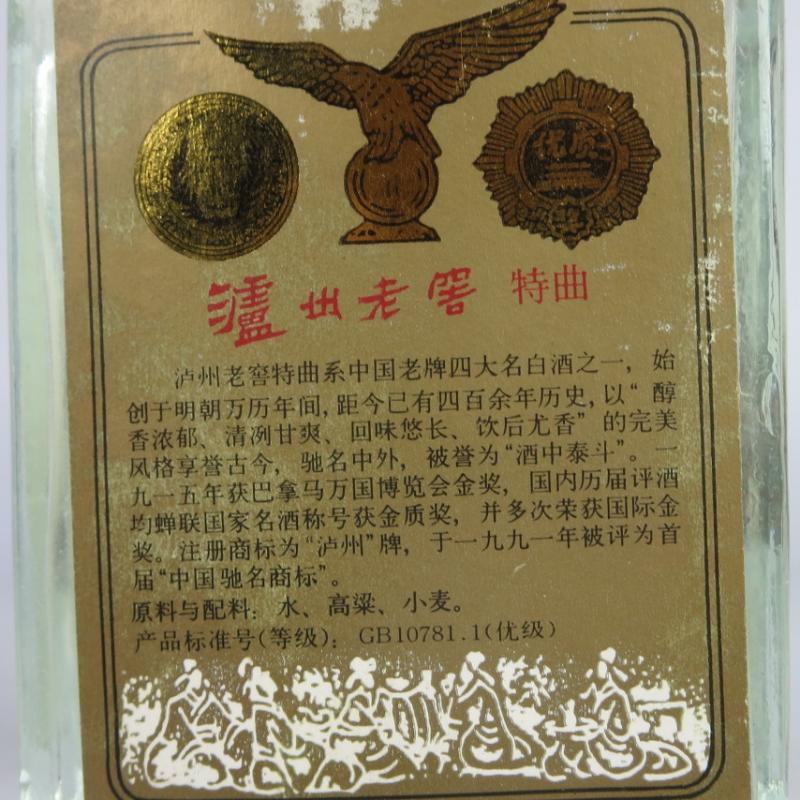 优质
奖
泸州老窖 特曲
泸州老窖特曲系中国老牌四大名白酒之一，始
创于明朝万历年间，距今已有四百余年历史，以“醇
香浓郁、清冽甘爽、回味悠长、饮后尤香”的完美
风格享誉古今，驰名中外，被誉为“酒中泰斗”。一
九一五年获巴拿马万国博览会金奖，国内历届评酒
均蝉联国家名酒称号获金质奖，并多次荣获国际金
奖。注册商标为“泸州”牌，于一九九一年被评为首
届“中国驰名商标”。
原料与配料：水、高粱、小麦。
产品标准号(等级)：GB10781.1(优级)